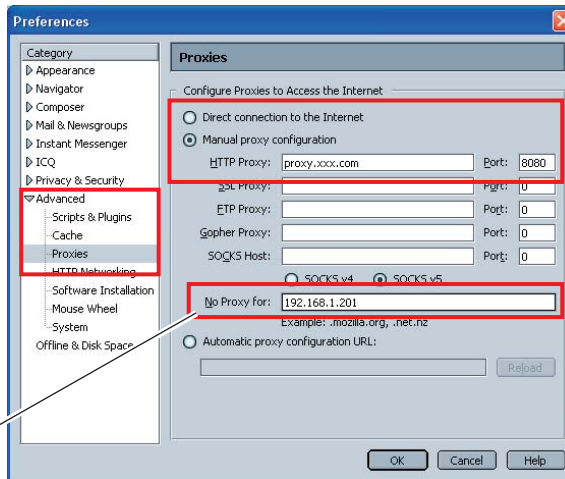 Preferences
Category
Appearance
Navigator
Composer
Mail & Newsgroups
Instant Messenger
ICQ
Privacy & Security
Advanced
Scripts & Plugins
Cache
Proxies
HTTP Networking
Software Installation
Mouse Wheel
System
Offline & Disk Space
Proxies
Configure Proxies to Access the Internet
Direct connection to the Internet
Manual proxy configuration
HTTP Proxy: proxy.xxx.com Port: 8080
SSL Proxy: Port: 0
FTP Proxy: Port: 0
Gopher Proxy: Port: 0
SOCKS Host: Port: 0
SOCKS v4 SOCKS v5
No Proxy for: 192.168.1.201
Example: .mozilla.org, .net.nz
Automatic proxy configuration URL:
Reload
OK Cancel Help